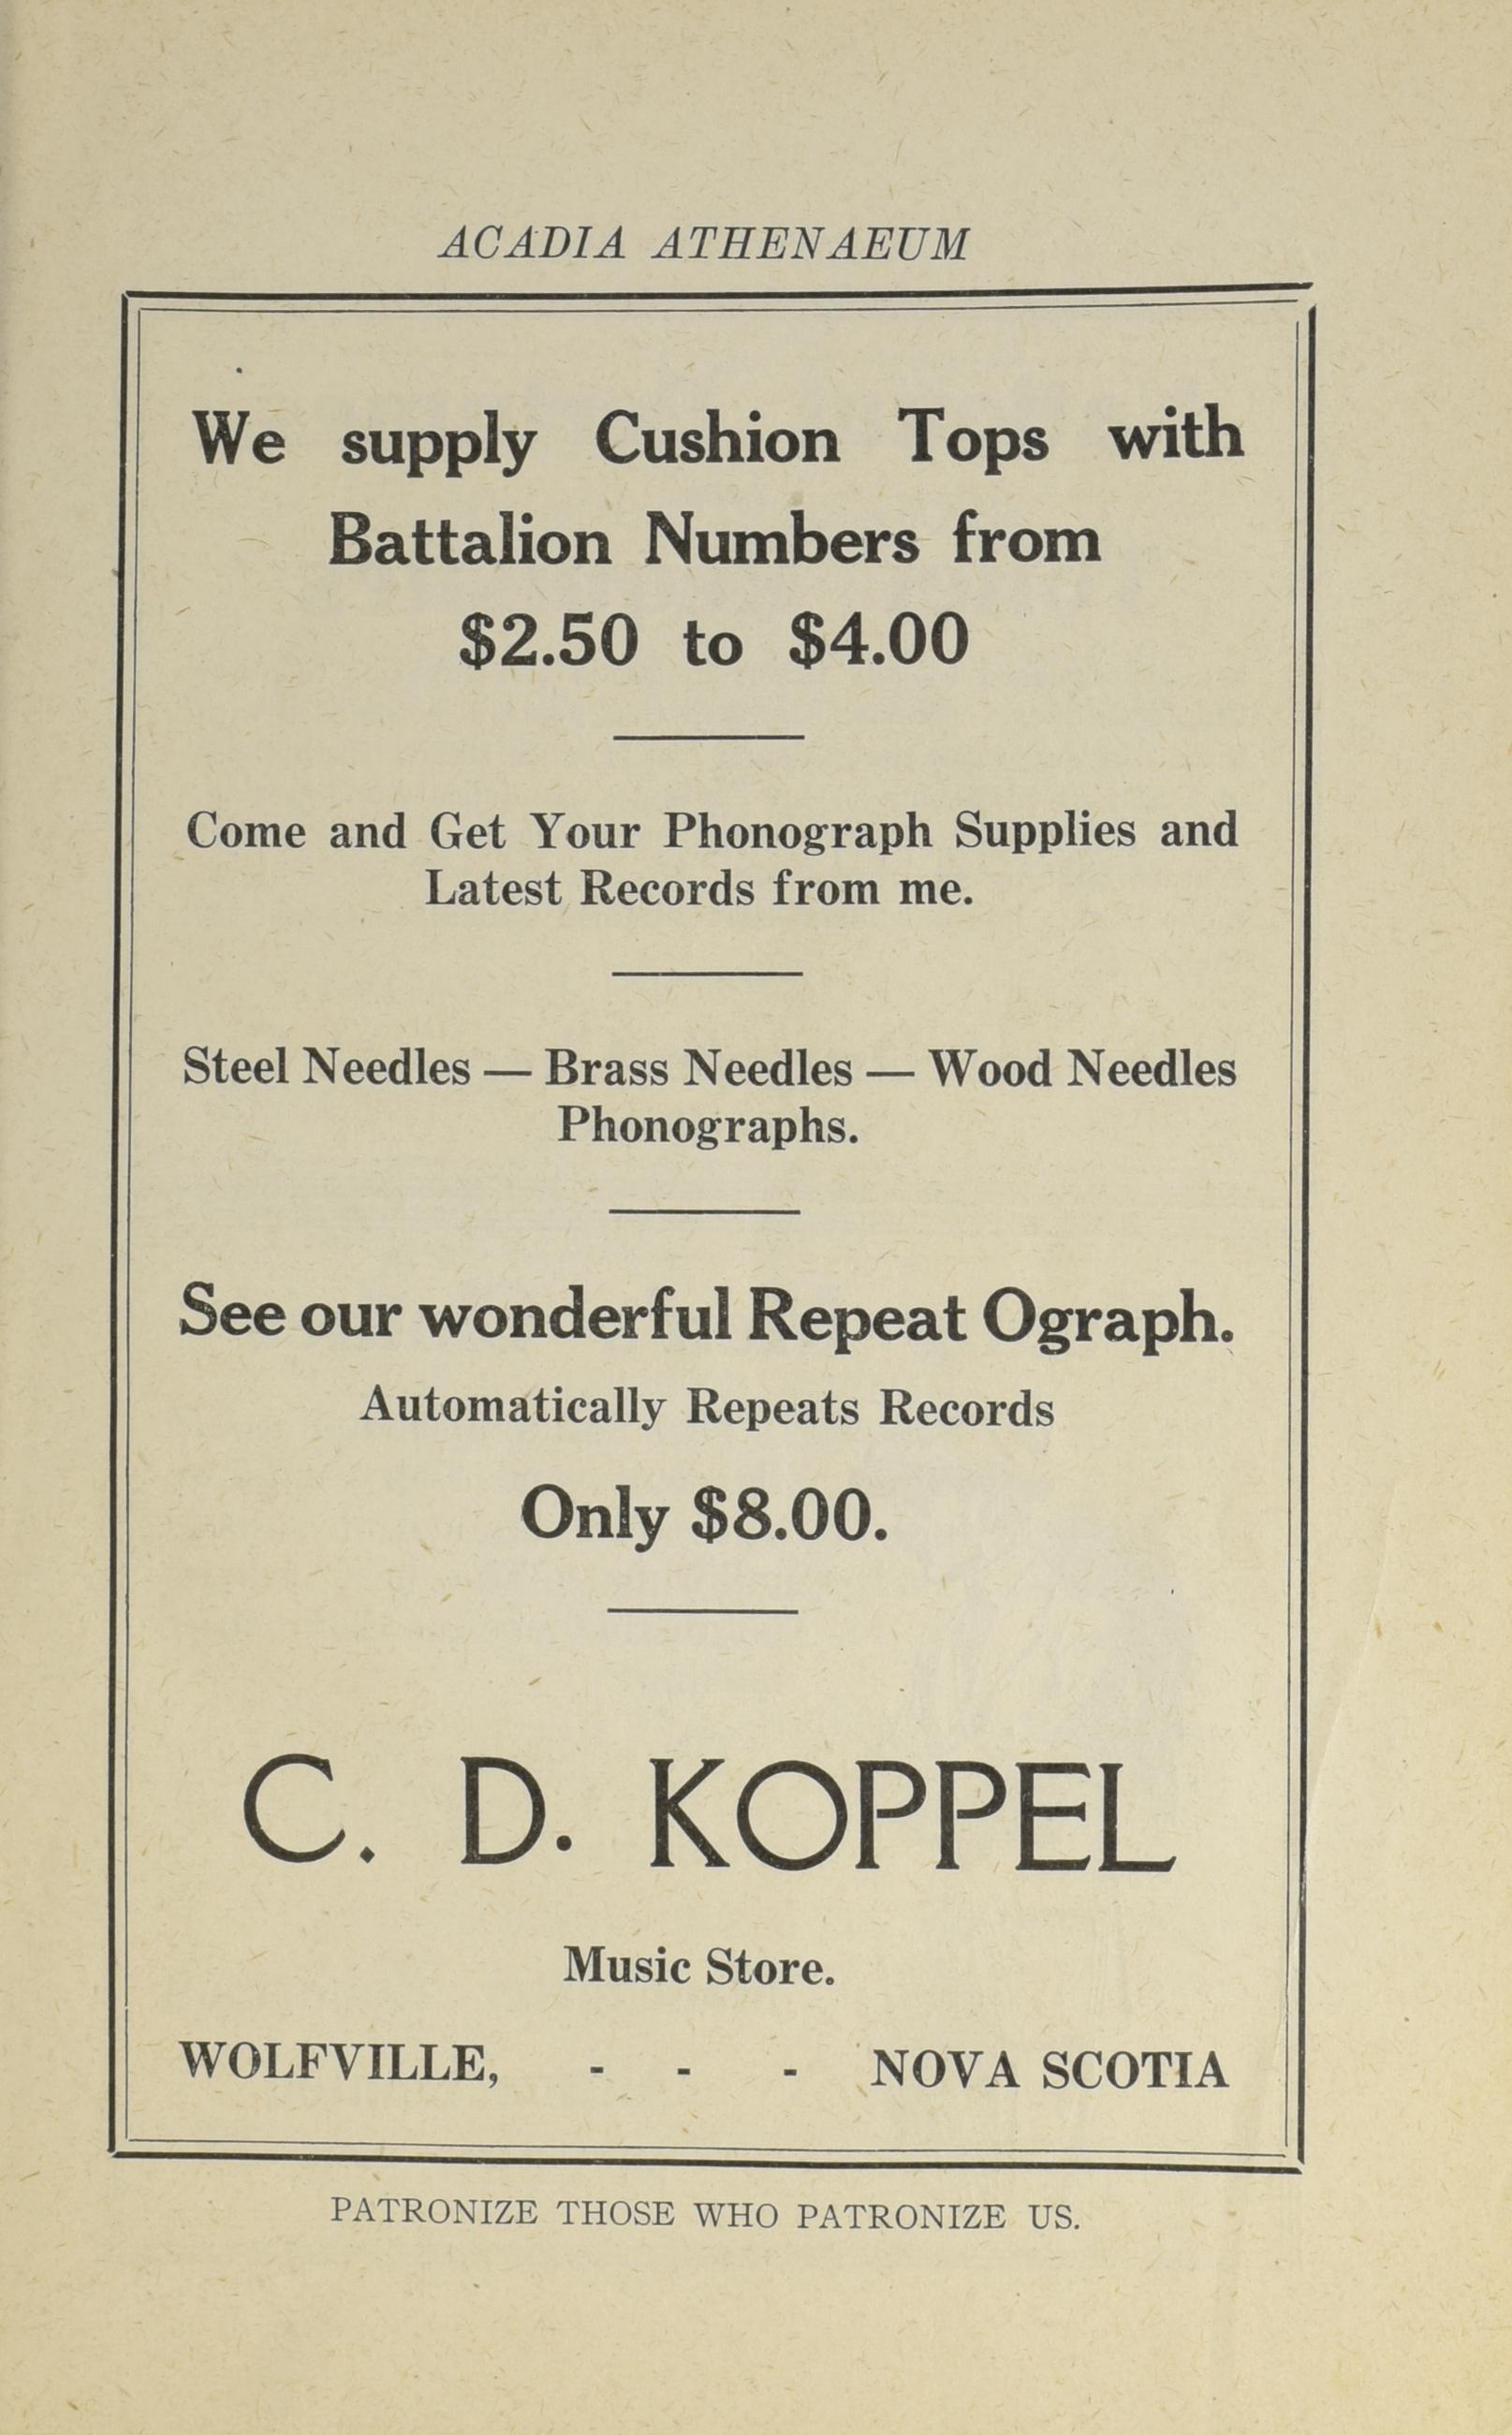 ACADIA ATHENAEUM
We supply Cushion Tops with
Battalion Numbers from
$2.50 to $4.00
Come and Get Your Phonograph Supplies and
Latest Records from me.
Steel Needles — Brass Needles — Wood Needles
Phonographs.
See our wonderful Repeat Ograph.
Automatically Repeats Records
Only $8.00.
C. D. KOPPEL
Music Store.
WOLFVILLE, - - - NOVA SCOTIA
PATRONIZE THOSE WHO PATRONIZE US.